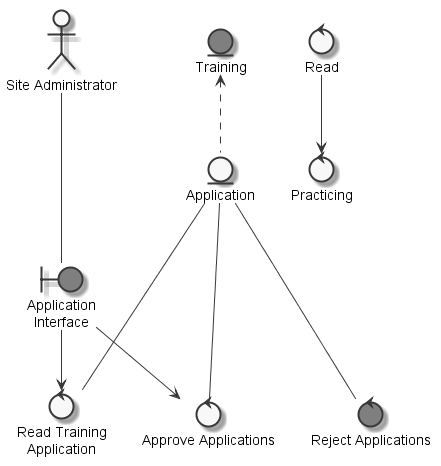 Site Administrator
Training
Read
Application
Practicing
Application
Interface
Read Training
Application
Approve Applications
Reject Applications